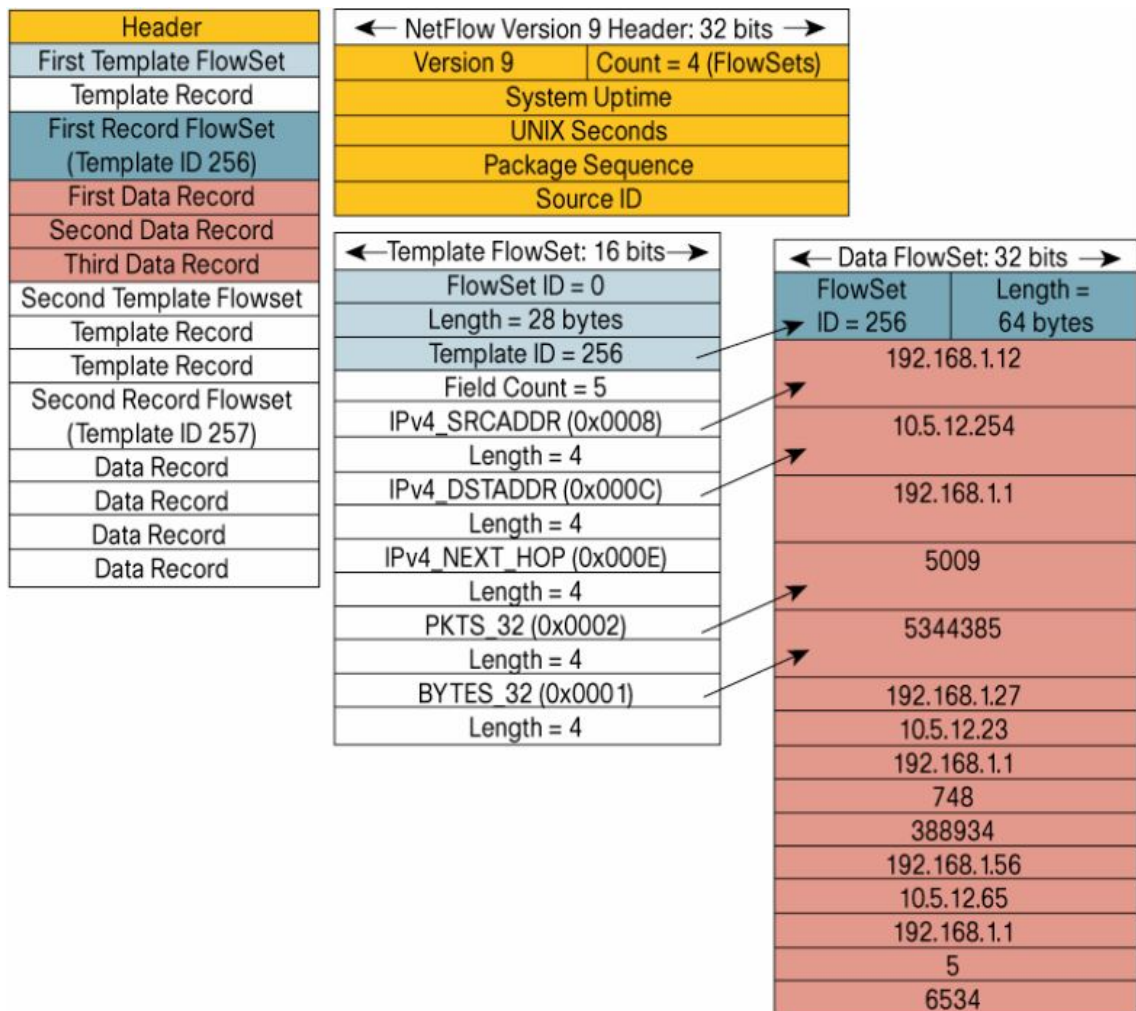 Header
First Template FlowSet
Template Record
First Record FlowSet
(Template ID 256)
First Data Record
Second Data Record
Third Data Record
Second Template Flowset
Template Record
Template Record
Second Record Flowset
(Template ID 257)
Data Record
Data Record
Data Record
Data Record
NetFlow Version 9 Header: 32 bits
Version 9
Count = 4 (FlowSets)
System Uptime
UNIX Seconds
Package Sequence
Source ID
Template FlowSet: 16 bits
FlowSet ID = 0
Length = 28 bytes
Template ID = 256
Field Count = 5
IPv4_SRCADDR (0x0008)
Length = 4
IPv4_DSTADDR (0x000C)
Length = 4
IPv4_NEXT_HOP (0x000E)
Length = 4
PKTS_32 (0x0002)
Length = 4
BYTES_32 (0x0001)
Length = 4
Data FlowSet: 32 bits
FlowSet
ID = 256
Length =
64 bytes
192.168.1.12
10.5.12.254
192.168.1.1
5009
5344385
192.168.1.27
10.5.12.23
192.168.1.1
748
388934
192.168.1.56
10.5.12.65
192.168.1.1
5
6534